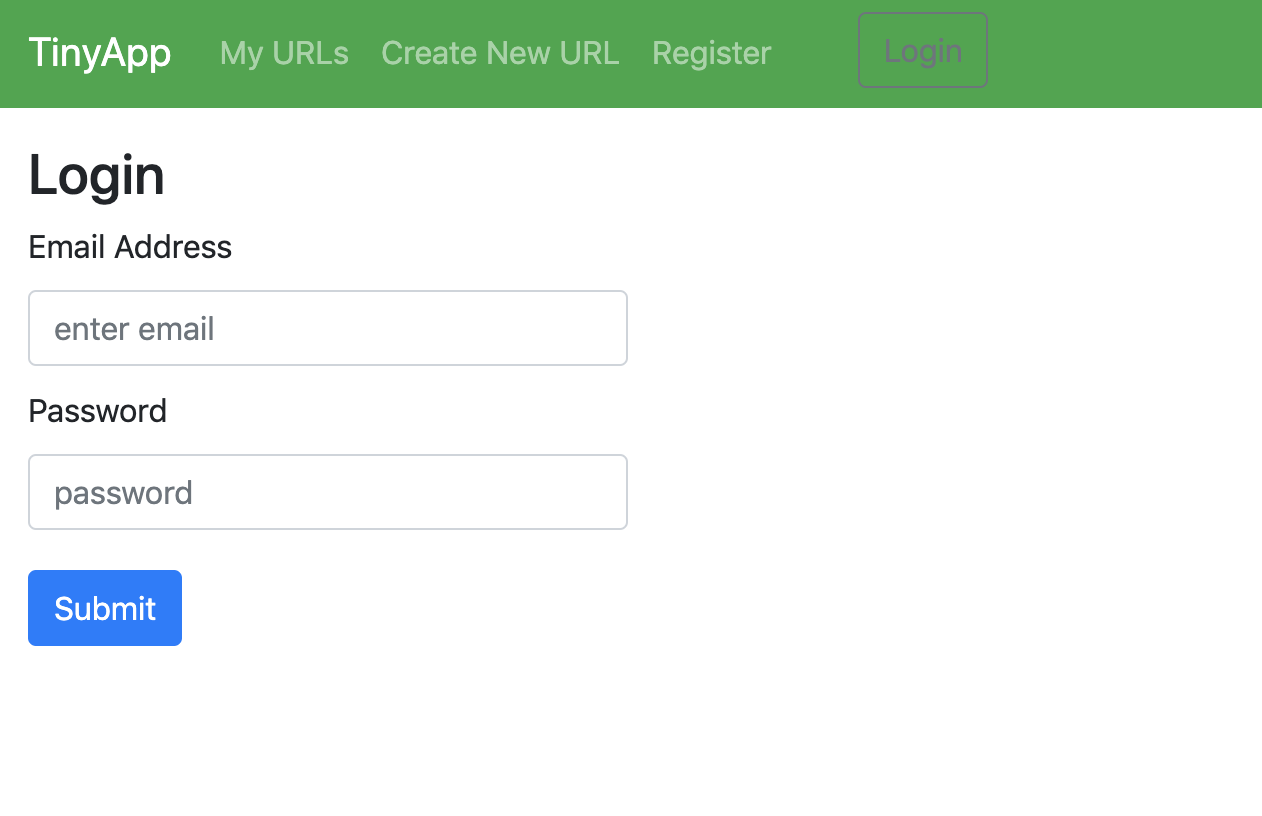 TinyApp My URLs Create New URL Register Login
Login
Email Address
enter email
Password
password
Submit